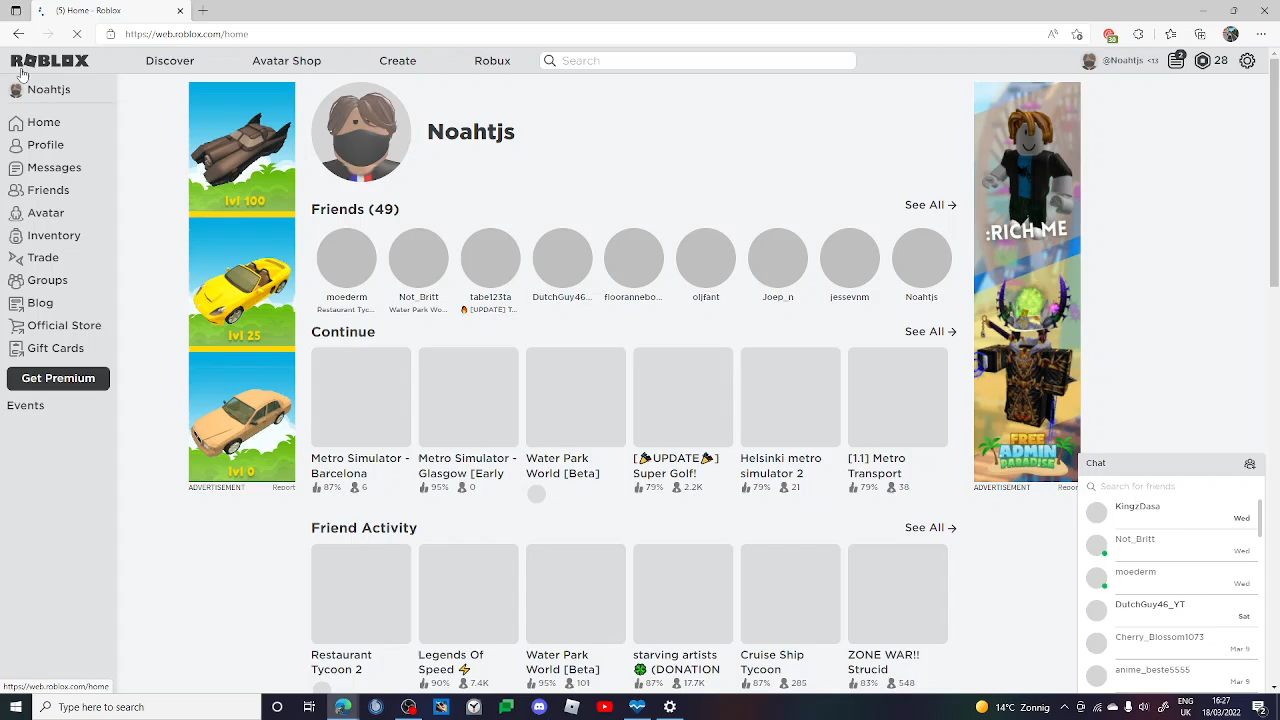 (5) Home - Roblox
https://web.roblox.com/home
30
ROBLOX
Discover
Avatar Shop
Create
Robux
Search
@Noahtjs <13
2
28
Noahtjs
Home
Profile
Messages
Friends
Avatar
Inventory
Trade
Groups
Blog
Official Store
Gift Cards
Get Premium
Events
lvl 100
lvl 25
lvl 0
ADVERTISEMENT
Report
Noahtjs
Friends (49)
See All →
moederm
Not_Britt
tabe123ta
DutchGuy46...
florannebo...
oljfant
Joep_n
jessevnm
Noahtjs
Restaurant Tyc...
Water Park Wo...
🔥 [UPDATE] T...
Continue
See All →
Metro Simulator - Sofia
87% 6
Metro Simulator - Glasgow [Early
95% 0
Water Park World [Beta]
[🎉UPDATE🎉] Super Golf!
79% 2.2K
Helsinki metro simulator 2
79% 21
[1.1] Metro Transport
79% 38
Friend Activity
See All →
Restaurant Tycoon 2
Legends Of Speed ⚡
90% 7.4K
Water Park World [Beta]
95% 101
starving artists 🍀 (DONATION
87% 17.7K
Cruise Ship Tycoon
87% 285
ZONE WAR!! Strucid
83% 548
:RICH ME
FREE
ADMIN
PARADISE
ADVERTISEMENT
Repor
Chat
Search for friends
KingzDasa
Wed
Not_Britt
Wed
moederm
Wed
DutchGuy46_YT
Sat
Cherry_Blossom1073
Mar 9
anime_beste5555
Mar 9
https://web.roblox.com/home
Type here to search
14°C Sunny
ENG
16:27
18/03/2022
2